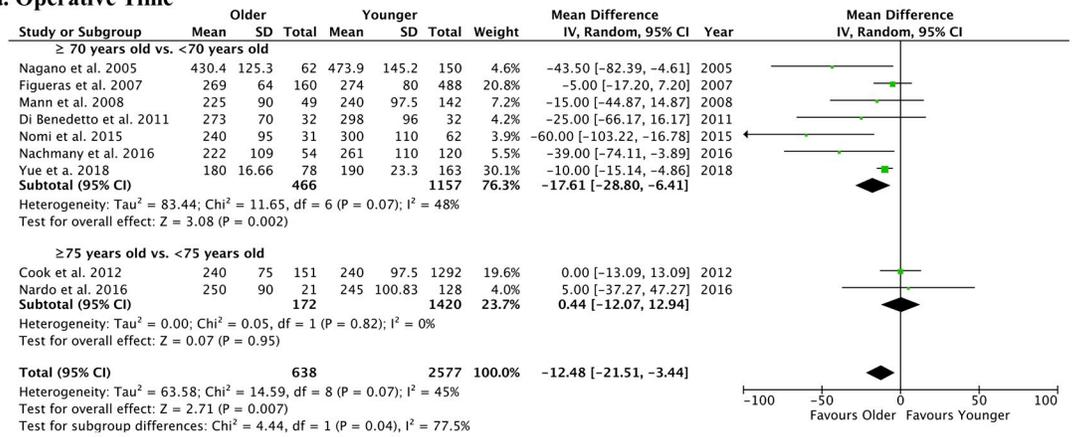 a. Operative Time
Older Younger Mean Difference Mean Difference
Study or Subgroup Mean SD Total Mean SD Total Weight IV, Random, 95% CI Year IV, Random, 95% CI
≥ 70 years old vs. <70 years old
Nagano et al. 2005 430.4 125.3 62 473.9 145.2 150 4.6% -43.50 [-82.39, -4.61] 2005
Figueras et al. 2007 269 64 160 274 80 488 20.8% -5.00 [-17.20, 7.20] 2007
Mann et al. 2008 225 90 49 240 97.5 142 7.2% -15.00 [-44.87, 14.87] 2008
Di Benedetto et al. 2011 273 70 32 298 96 32 4.2% -25.00 [-66.17, 16.17] 2011
Nomi et al. 2015 240 95 31 300 110 62 3.9% -60.00 [-103.22, -16.78] 2015
Nachmany et al. 2016 222 109 54 261 110 120 5.5% -39.00 [-74.11, -3.89] 2016
Yue et a. 2018 180 16.66 78 190 23.3 163 30.1% -10.00 [-15.14, -4.86] 2018
Subtotal (95% CI) 466 1157 76.3% -17.61 [-28.80, -6.41]
Heterogeneity: Tau² = 83.44; Chi² = 11.65, df = 6 (P = 0.07); I² = 48%
Test for overall effect: Z = 3.08 (P = 0.002)
≥75 years old vs. <75 years old
Cook et al. 2012 240 75 151 240 97.5 1292 19.6% 0.00 [-13.09, 13.09] 2012
Nardo et al. 2016 250 90 21 245 100.83 128 4.0% 5.00 [-37.27, 47.27] 2016
Subtotal (95% CI) 172 1420 23.7% 0.44 [-12.07, 12.94]
Heterogeneity: Tau² = 0.00; Chi² = 0.05, df = 1 (P = 0.82); I² = 0%
Test for overall effect: Z = 0.07 (P = 0.95)
Total (95% CI) 638 2577 100.0% -12.48 [-21.51, -3.44]
Heterogeneity: Tau² = 63.58; Chi² = 14.59, df = 8 (P = 0.07); I² = 45%
Test for overall effect: Z = 2.71 (P = 0.007)
Test for subgroup differences: Chi² = 4.44, df = 1 (P = 0.04), I² = 77.5%
-100 -50 0 50 100
Favours Older Favours Younger